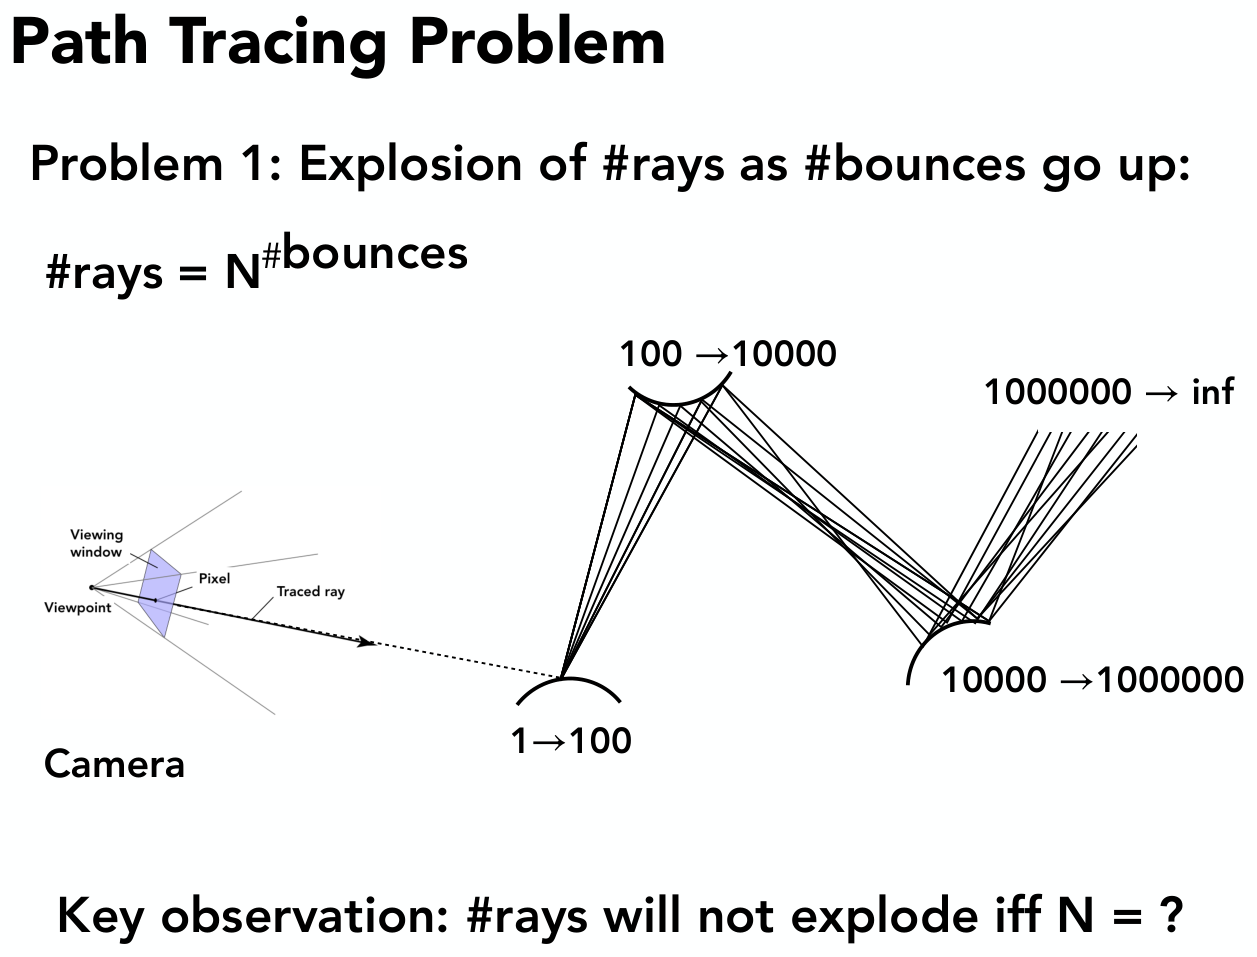 Path Tracing Problem
Problem 1: Explosion of #rays as #bounces go up:
#rays = N^#bounces
100 →10000
1000000 → inf
Viewing
window
Pixel
Traced ray
Viewpoint
10000 →1000000
1→100
Camera
Key observation: #rays will not explode iff N = ?